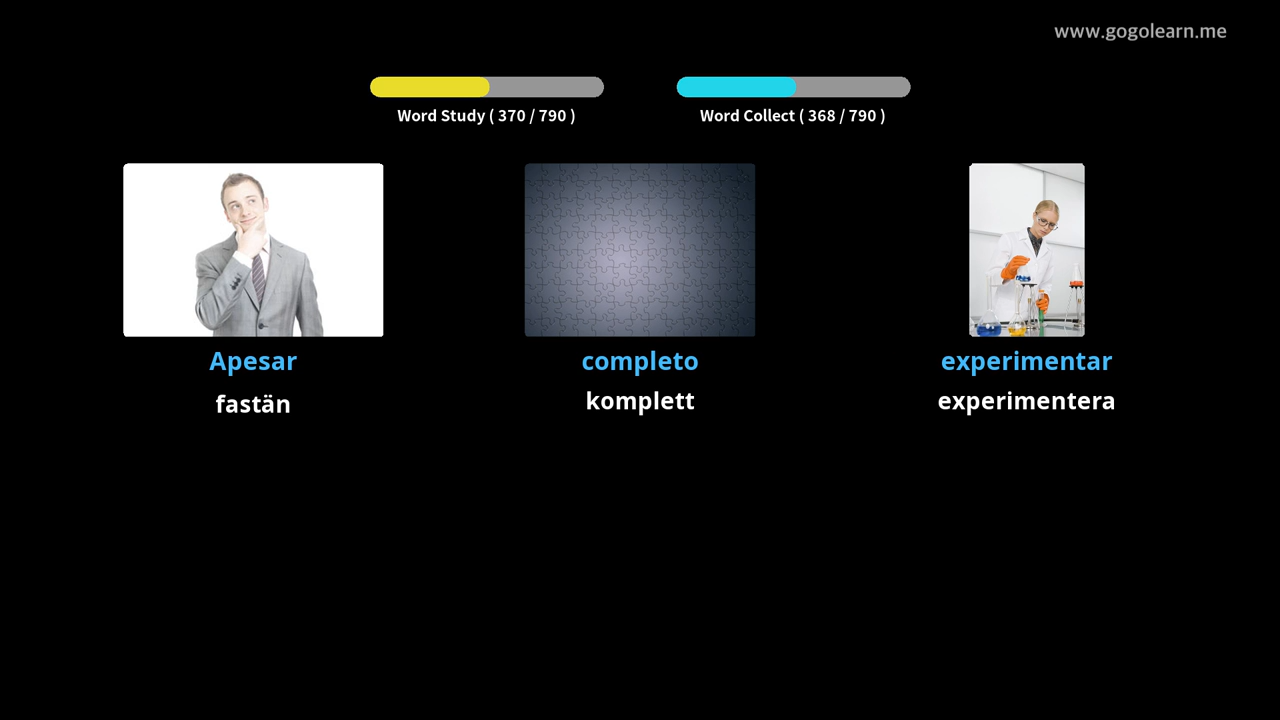 www.gogolearn.me
Word Study ( 370 / 790 )
Word Collect ( 368 / 790 )
Apesar
completo
experimentar
fastän
komplett
experimentera